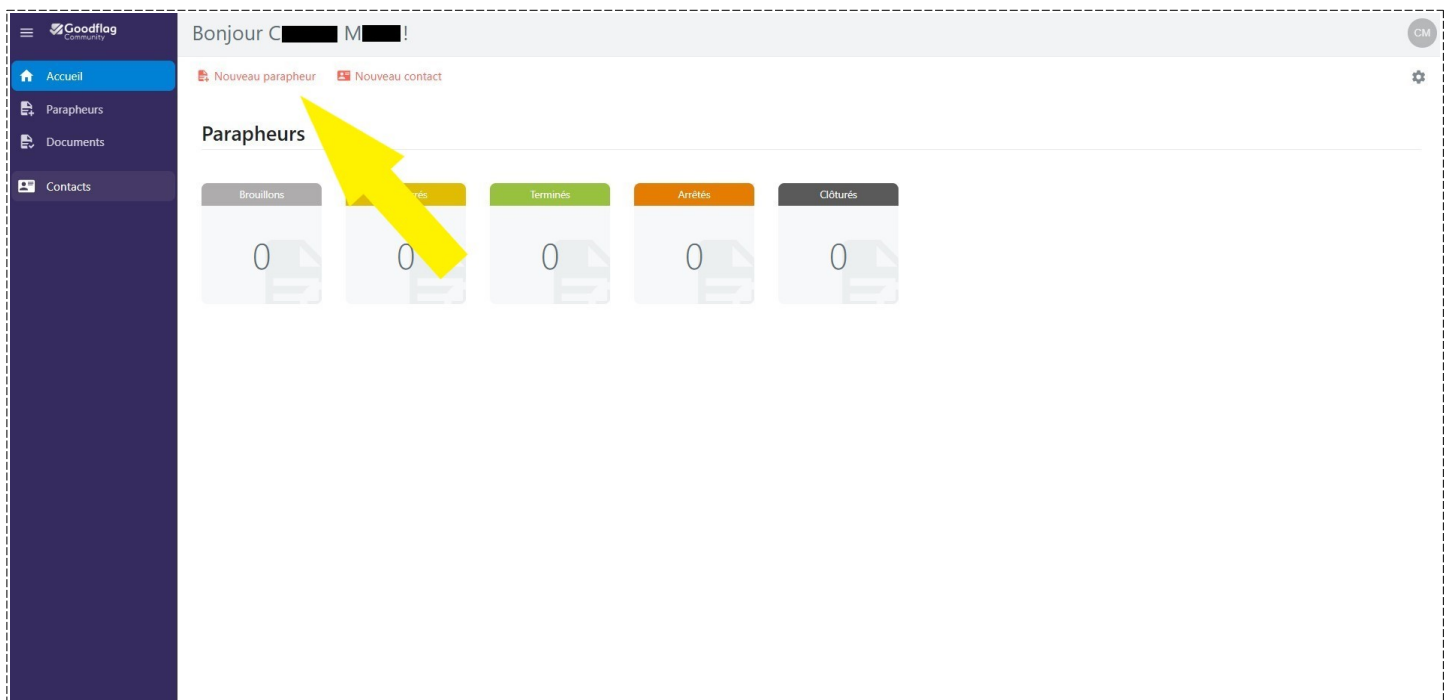 Goodflag
Community
Bonjour C M !
CM
Accueil
Nouveau parapheur
Nouveau contact
Parapheurs
Documents
Contacts
Parapheurs
Brouillons
Terminés
Arrêtés
Clôturés
0
0
0
0
0